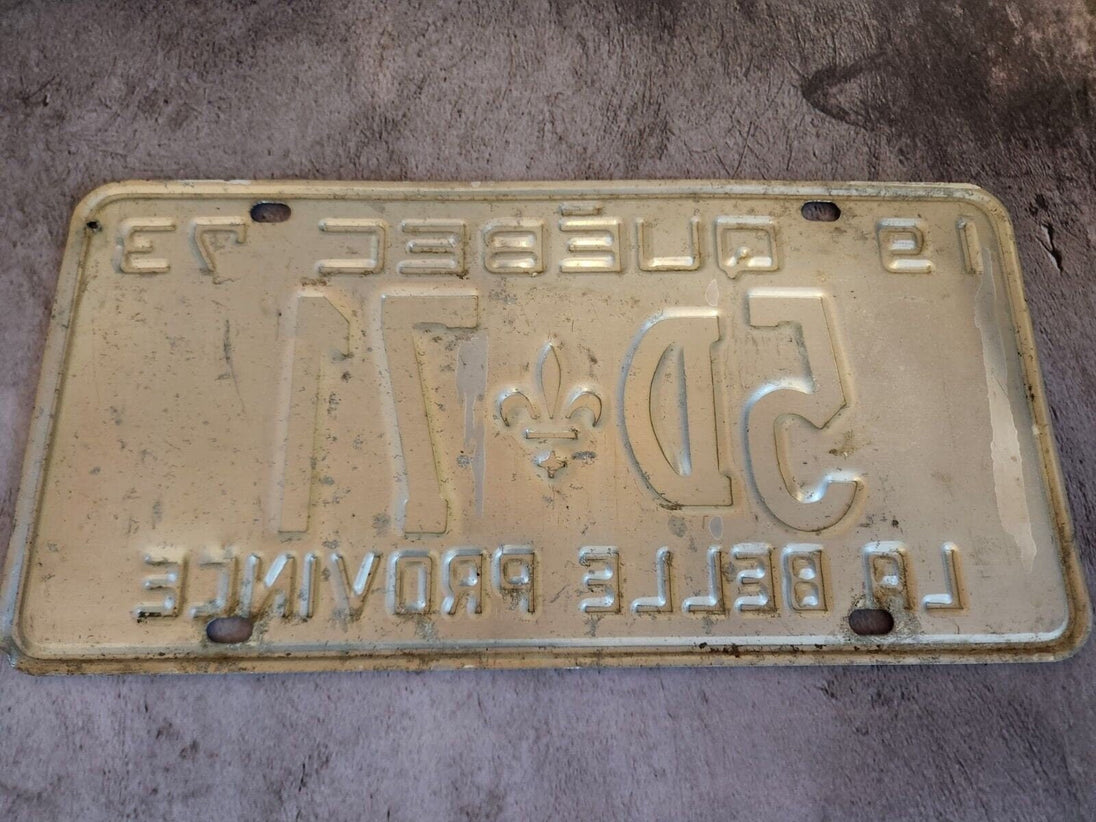 19 QUÉBEC 73
5D 71
LA BELLE PROVINCE